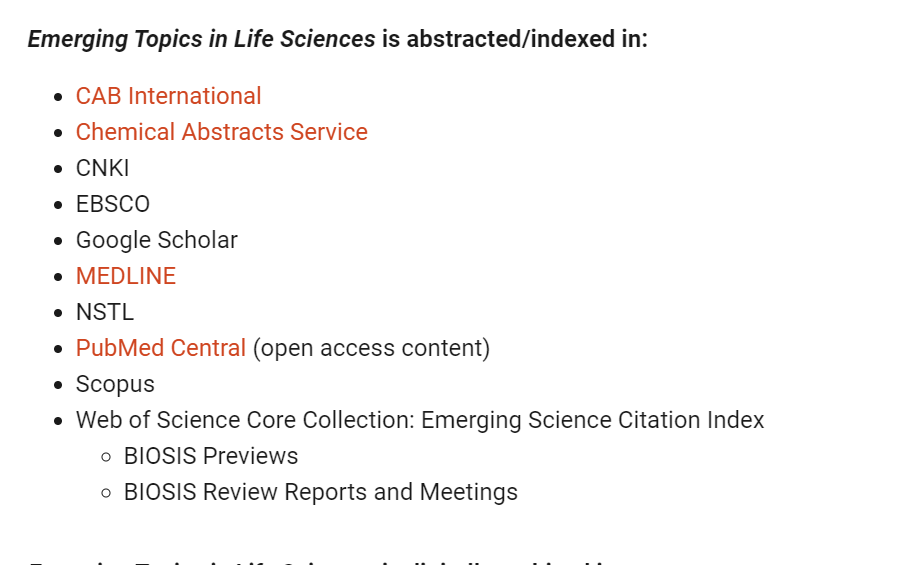 Emerging Topics in Life Sciences is abstracted/indexed in:
CAB International
Chemical Abstracts Service
CNKI
EBSCO
Google Scholar
MEDLINE
NSTL
PubMed Central (open access content)
Scopus
Web of Science Core Collection: Emerging Science Citation Index
BIOSIS Previews
BIOSIS Review Reports and Meetings